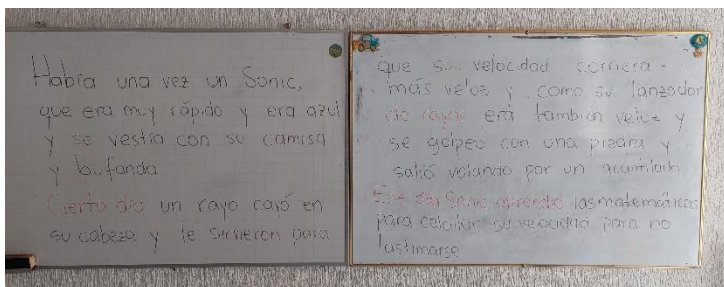 Había una vez un Sonic,
que era muy rápido y era azul
y se vestía con su camisa
y bufanda
Cierto día un rayo cayó en
su cabeza y le sirvieron para
que su velocidad corriera
más veloz y como su lanzador
de rayos era tambien veloz y
se golpeo con una piedra y
salió volando por un acantilado
Ese día Sonic aprendió las matemáticas
para calcular su velocidad para no
lastimarse